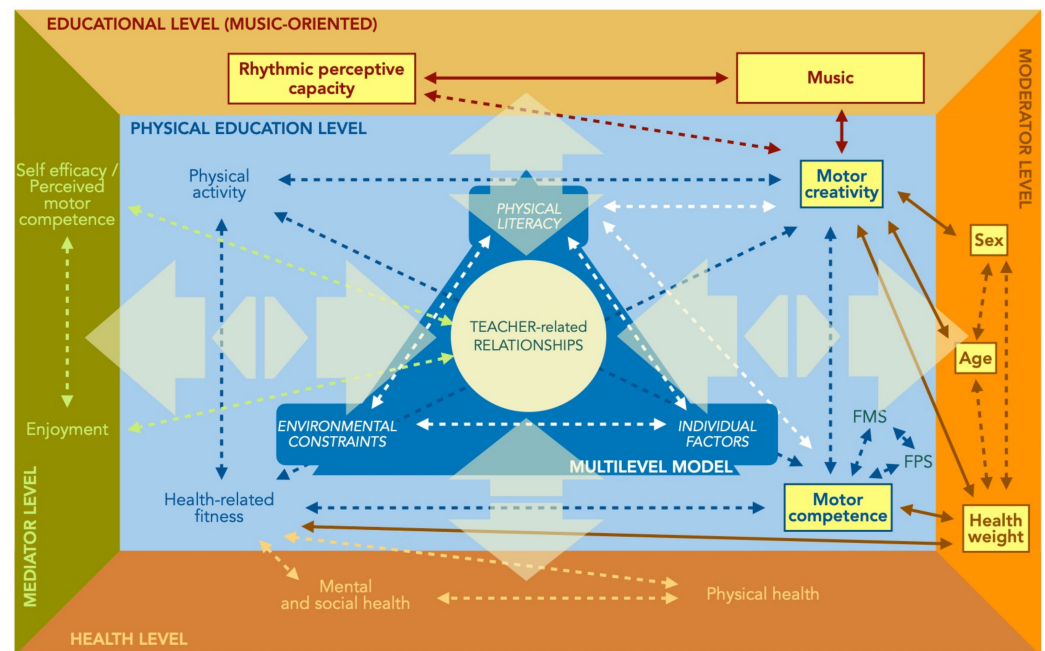 EDUCATIONAL LEVEL (MUSIC-ORIENTED)
Rhythmic perceptive
capacity
Music
MODERATOR LEVEL
PHYSICAL EDUCATION LEVEL
Self efficacy /
Perceived
motor
competence
Physical
activity
Motor
creativity
PHYSICAL
LITERACY
Sex
TEACHER-related
RELATIONSHIPS
Age
Enjoyment
ENVIRONMENTAL
CONSTRAINTS
INDIVIDUAL
FACTORS
FMS
FPS
MULTILEVEL MODEL
Health-related
fitness
Motor
competence
Health
weight
MEDIATOR LEVEL
Mental
and social health
Physical health
HEALTH LEVEL